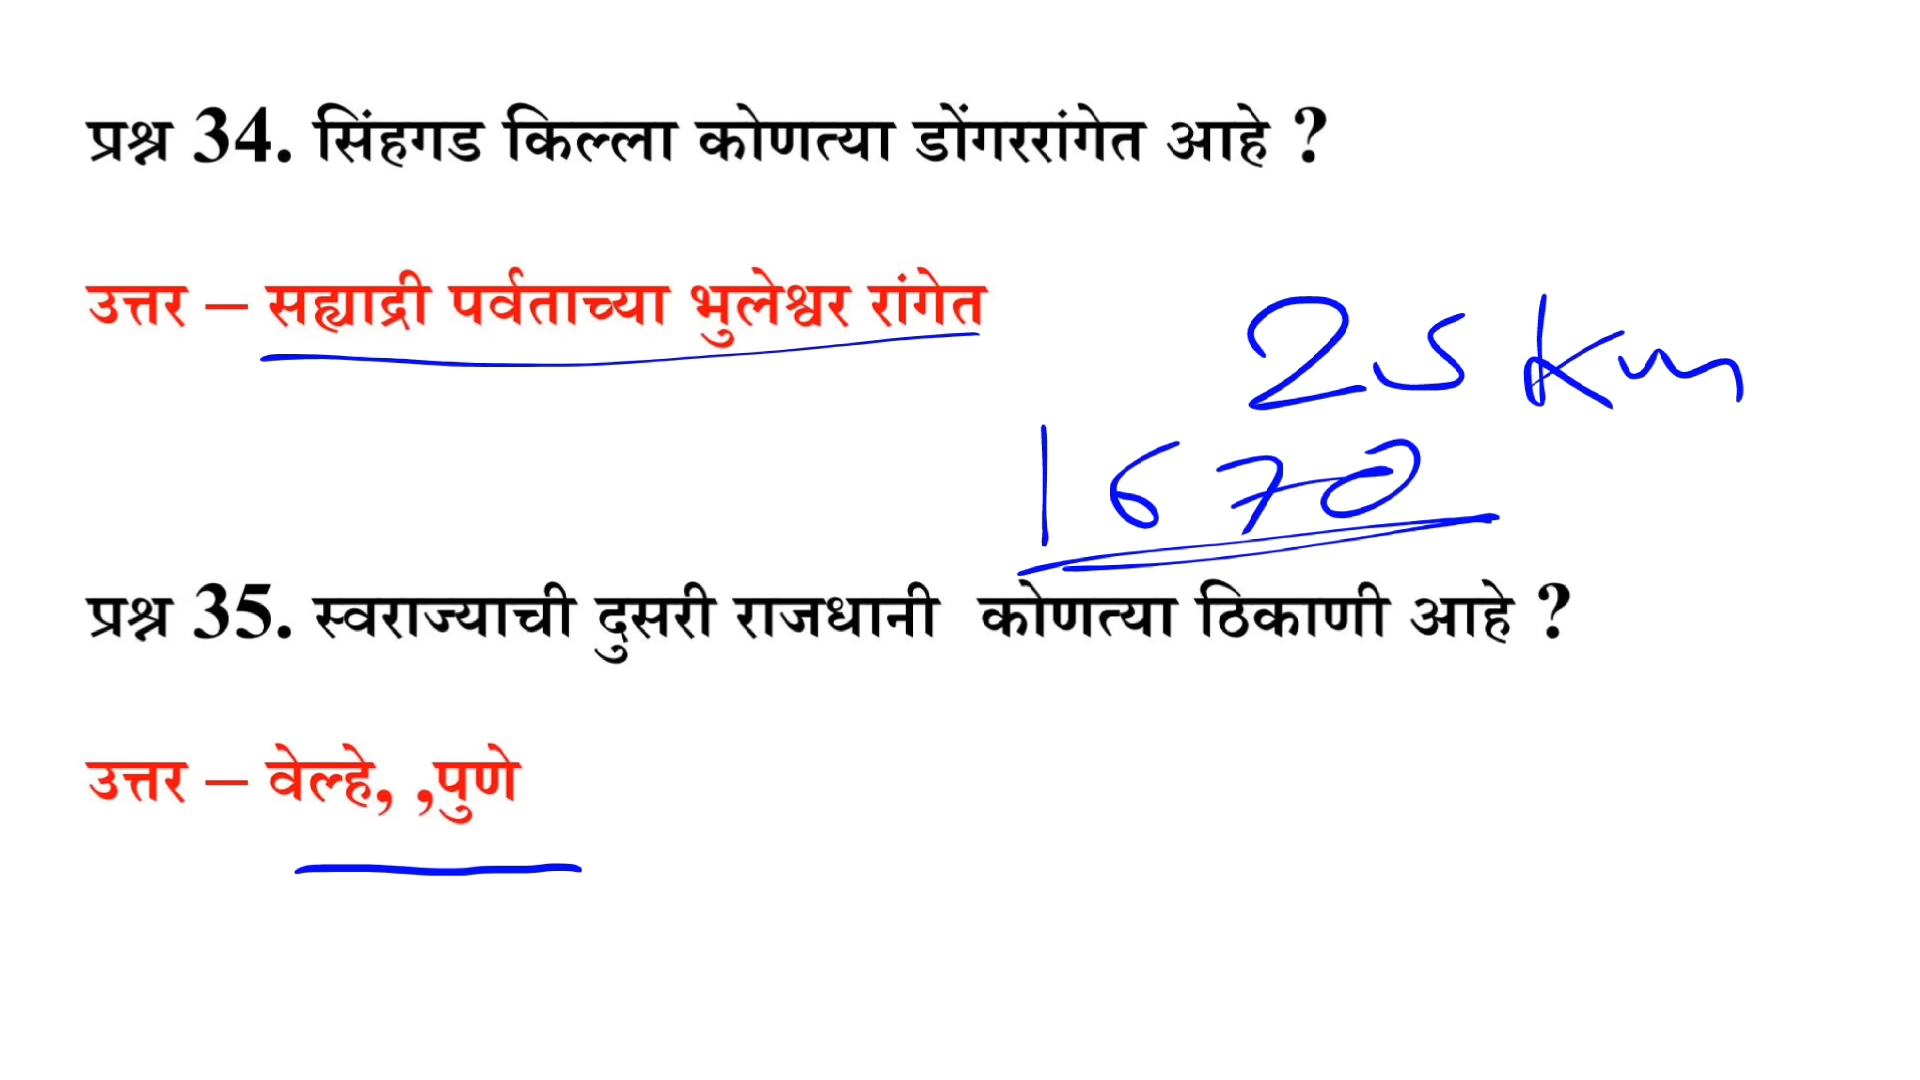 प्रश्न 34. सिंहगड किल्ला कोणत्या डोंगररांगेत आहे ?
उत्तर – सह्याद्री पर्वताच्या भुलेश्वर रांगेत
25 km
1670
प्रश्न 35. स्वराज्याची दुसरी राजधानी कोणत्या ठिकाणी आहे ?
उत्तर – वेल्हे, ,पुणे